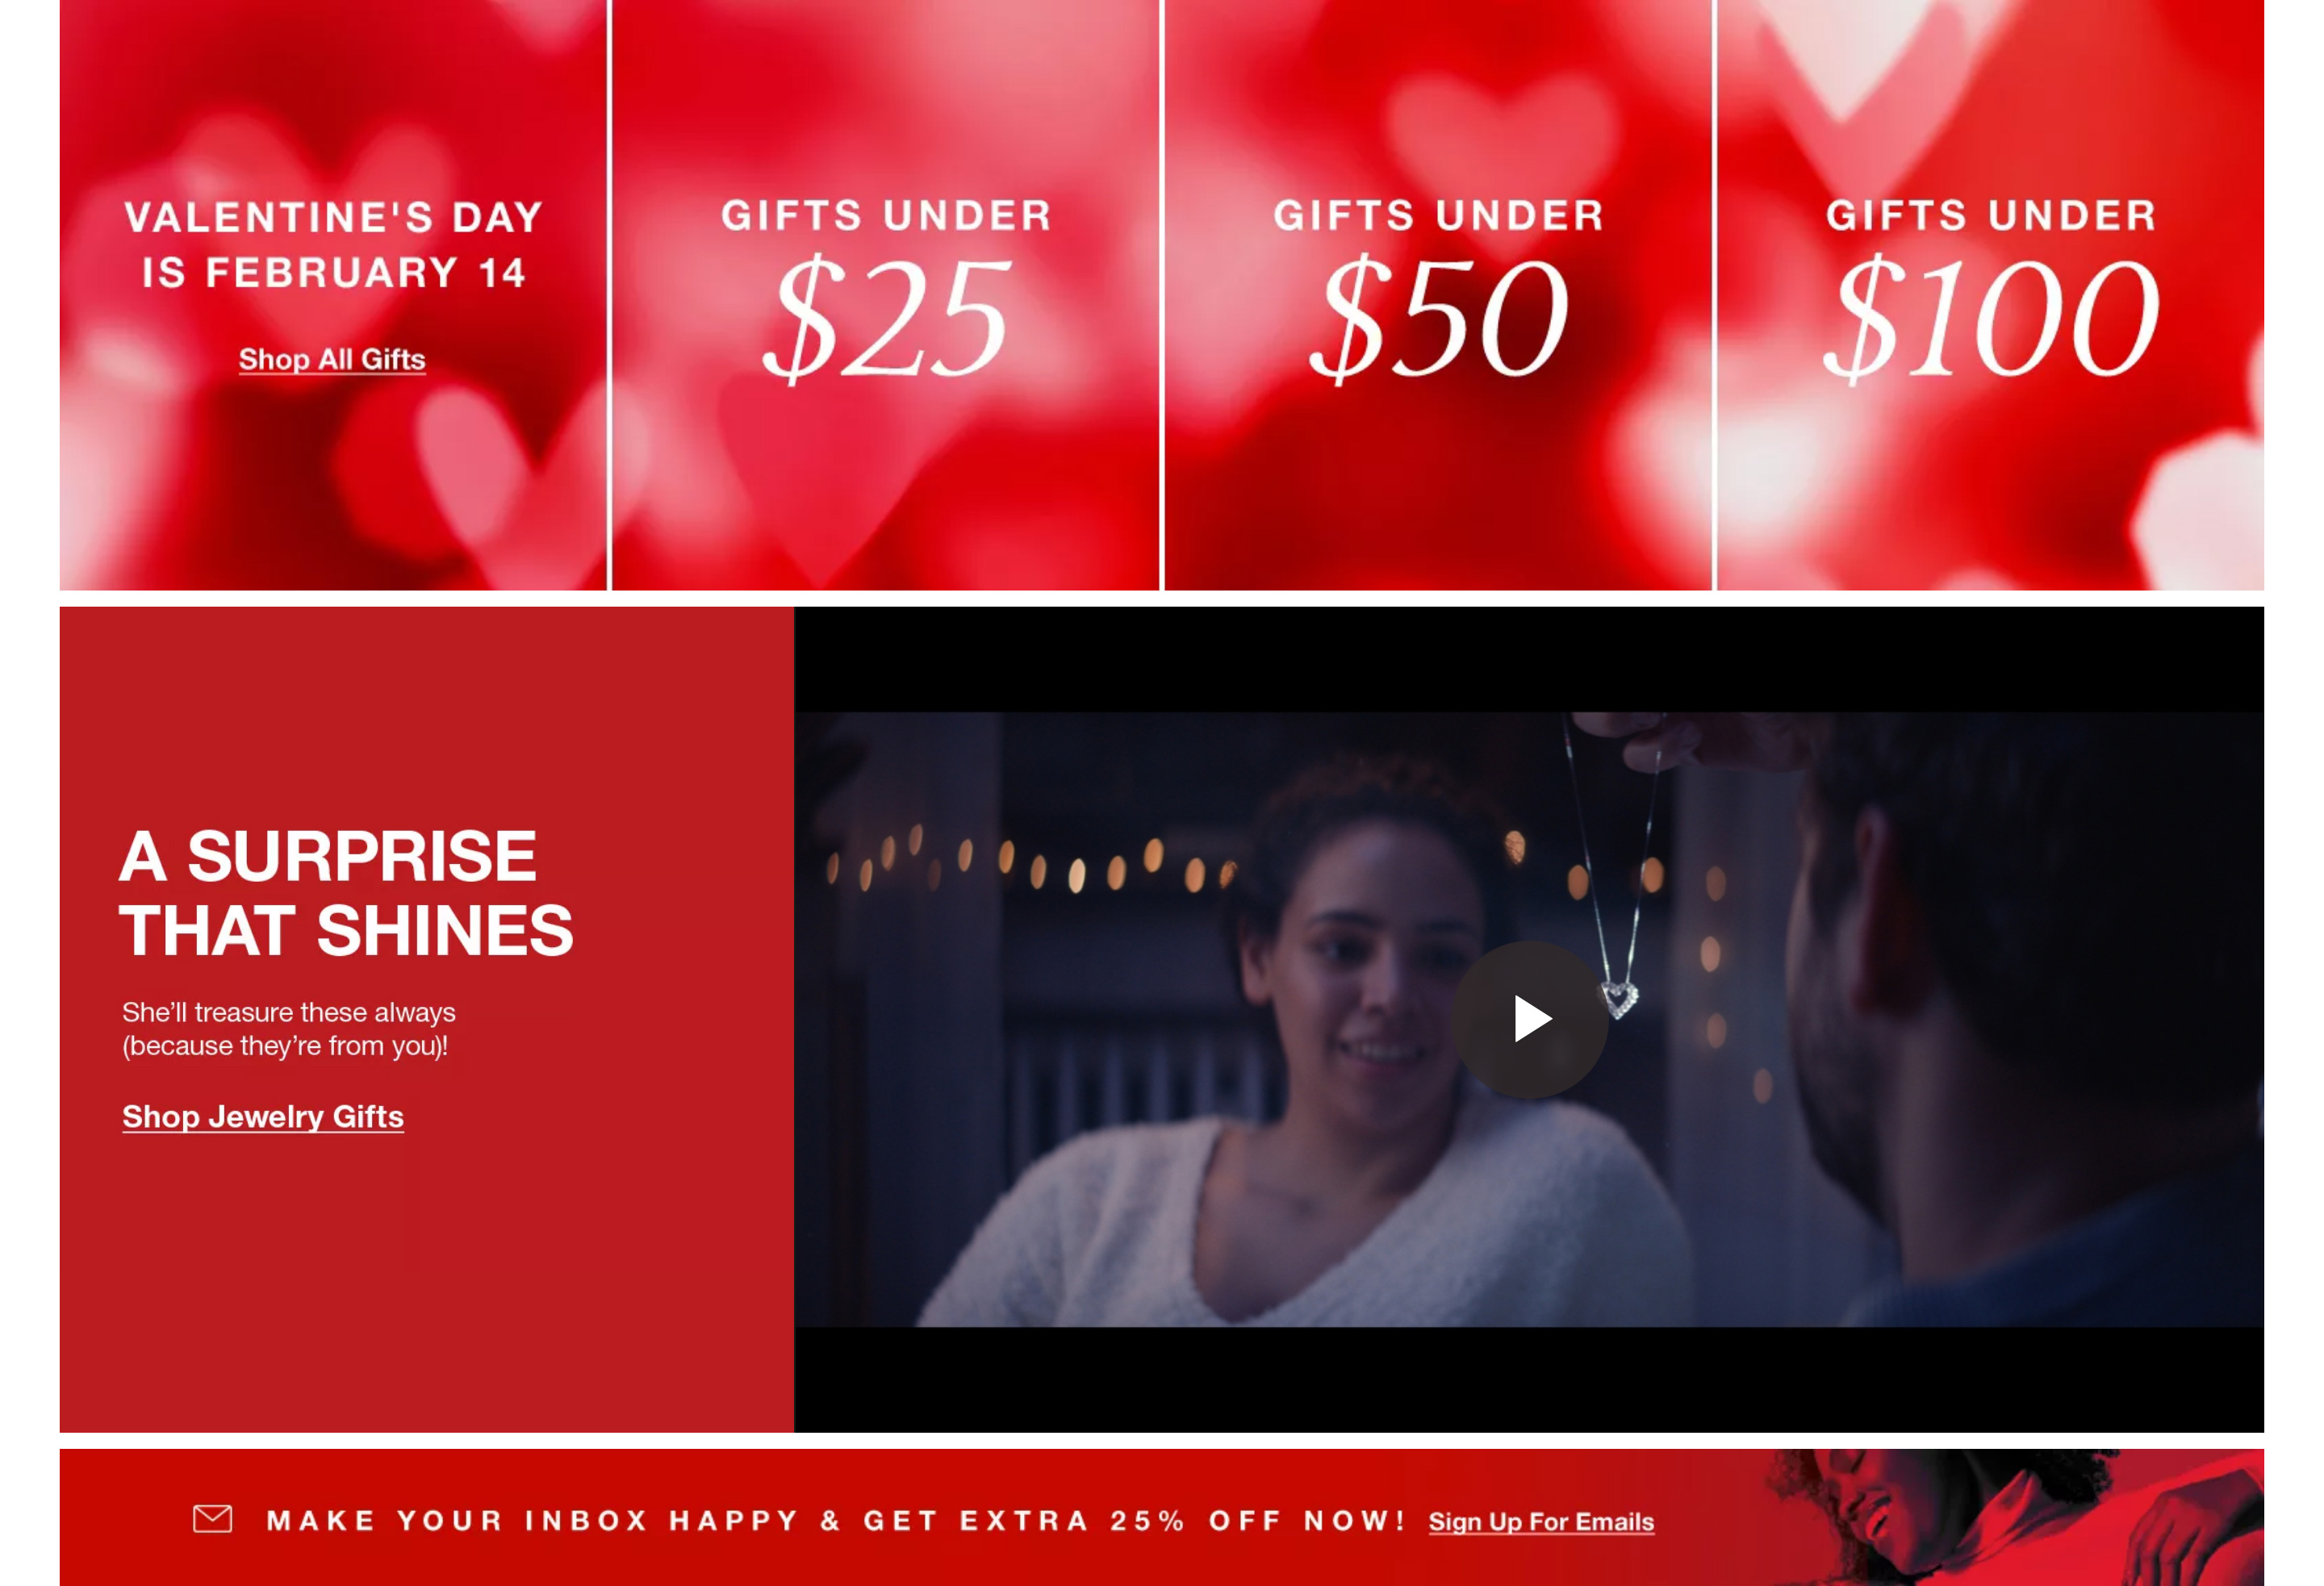 VALENTINE'S DAY
IS FEBRUARY 14
Shop All Gifts
GIFTS UNDER
$25
GIFTS UNDER
$50
GIFTS UNDER
$100
A SURPRISE
THAT SHINES
She’ll treasure these always
(because they’re from you)!
Shop Jewelry Gifts
MAKE YOUR INBOX HAPPY & GET EXTRA 25% OFF NOW! Sign Up For Emails